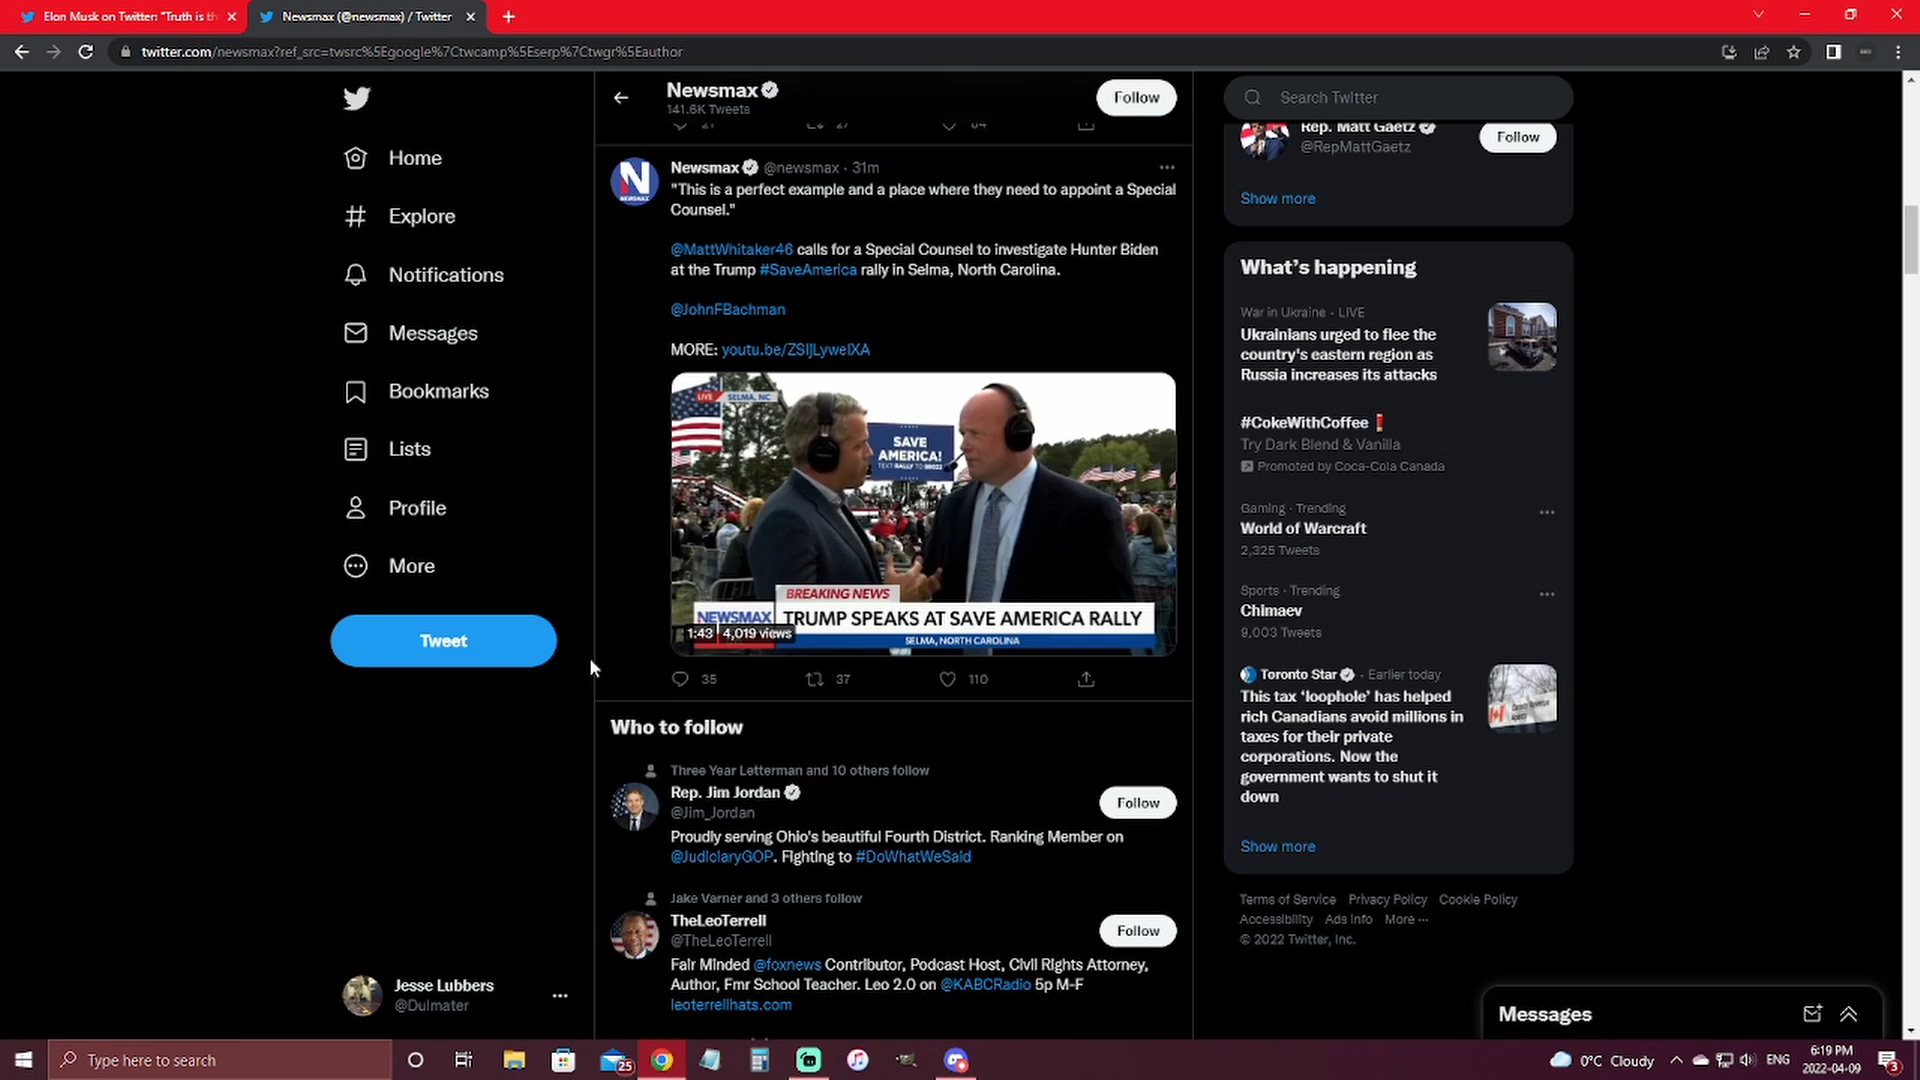 Elon Musk on Twitter: "Truth is th
Newsmax (@newsmax) / Twitter
twitter.com/newsmax?ref_src=twsrc%5Egoogle%7Ctwcamp%5Eserp%7Ctwgr%5Eauthor
Home
Explore
Notifications
Messages
Bookmarks
Lists
Profile
More
Tweet
Jesse Lubbers
@Dulmater
Newsmax
141.6K Tweets
Follow
21 27 64
Newsmax @newsmax · 31m
"This is a perfect example and a place where they need to appoint a Special
Counsel."
@MattWhitaker46 calls for a Special Counsel to investigate Hunter Biden
at the Trump #SaveAmerica rally in Selma, North Carolina.
@JohnFBachman
MORE: youtu.be/ZSIjLyweIXA
LIVE SELMA, NC
SAVE
AMERICA!
TEXT RALLY TO 88022
BREAKING NEWS
NEWSMAX TRUMP SPEAKS AT SAVE AMERICA RALLY
1:43 4,019 views
SELMA, NORTH CAROLINA
35 37 110
Who to follow
Three Year Letterman and 10 others follow
Rep. Jim Jordan
@Jim_Jordan
Follow
Proudly serving Ohio's beautiful Fourth District. Ranking Member on
@JudiciaryGOP. Fighting to #DoWhatWeSaid
Jake Varner and 3 others follow
TheLeoTerrell
@TheLeoTerrell
Follow
Fair Minded @foxnews Contributor, Podcast Host, Civil Rights Attorney,
Author, Fmr School Teacher. Leo 2.0 on @KABCRadio 5p M-F
leoterrellhats.com
Search Twitter
Rep. Matt Gaetz
@RepMattGaetz
Follow
Show more
What's happening
War in Ukraine · LIVE
Ukrainians urged to flee the
country's eastern region as
Russia increases its attacks
#CokeWithCoffee
Try Dark Blend & Vanilla
Promoted by Coca-Cola Canada
Gaming · Trending
World of Warcraft
2,325 Tweets
Sports · Trending
Chimaev
9,003 Tweets
Toronto Star · Earlier today
This tax 'loophole' has helped
rich Canadians avoid millions in
taxes for their private
corporations. Now the
government wants to shut it
down
Show more
Terms of Service Privacy Policy Cookie Policy
Accessibility Ads info More ···
© 2022 Twitter, Inc.
Messages
Type here to search
25
0°C Cloudy
ENG
6:19 PM
2022-04-09
3